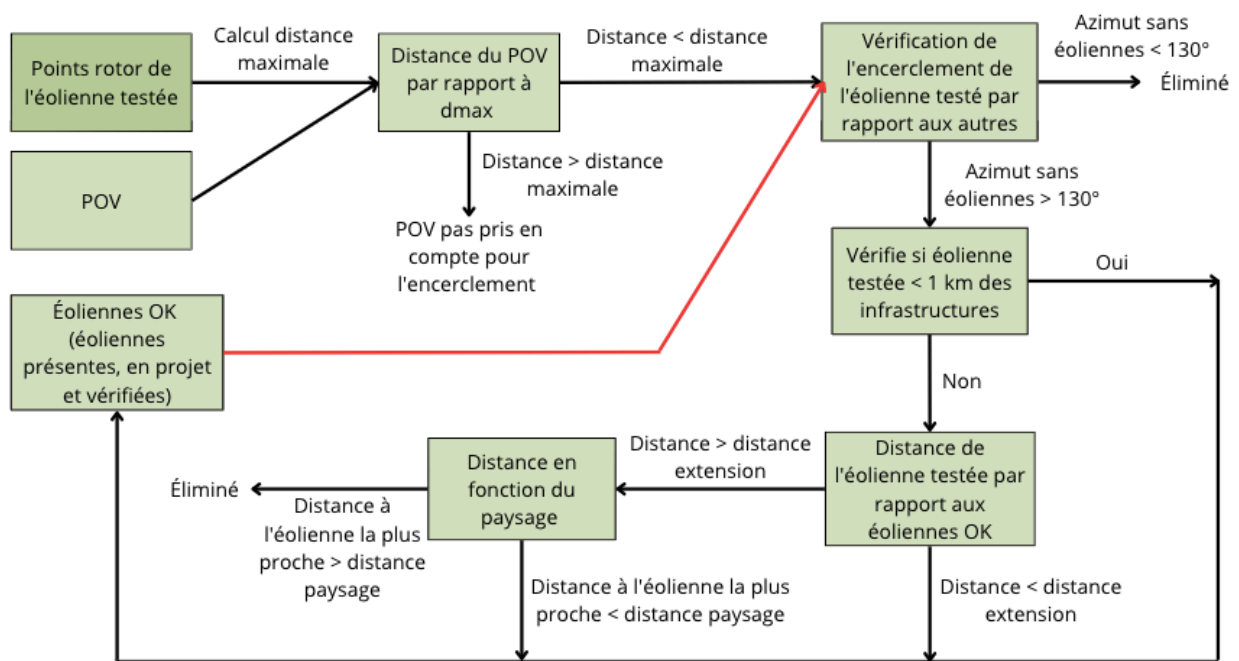 Points rotor de
l'éolienne testée
Calcul distance
maximale
POV
Distance du POV
par rapport à
dmax
Distance < distance
maximale
Distance > distance
maximale
POV pas pris en
compte pour
l'encerclement
Vérification de
l'encerclement de
l'éolienne testé par
rapport aux autres
Azimut sans
éoliennes < 130°
Éliminé
Azimut sans
éoliennes > 130°
Vérifie si éolienne
testée < 1 km des
infrastructures
Oui
Non
Éoliennes OK
(éoliennes
présentes, en projet
et vérifiées)
Distance de
l'éolienne testée par
rapport aux
éoliennes OK
Distance > distance
extension
Distance < distance
extension
Distance en
fonction du
paysage
Éliminé
Distance à
l'éolienne la plus
proche > distance
paysage
Distance à l'éolienne la plus
proche < distance paysage